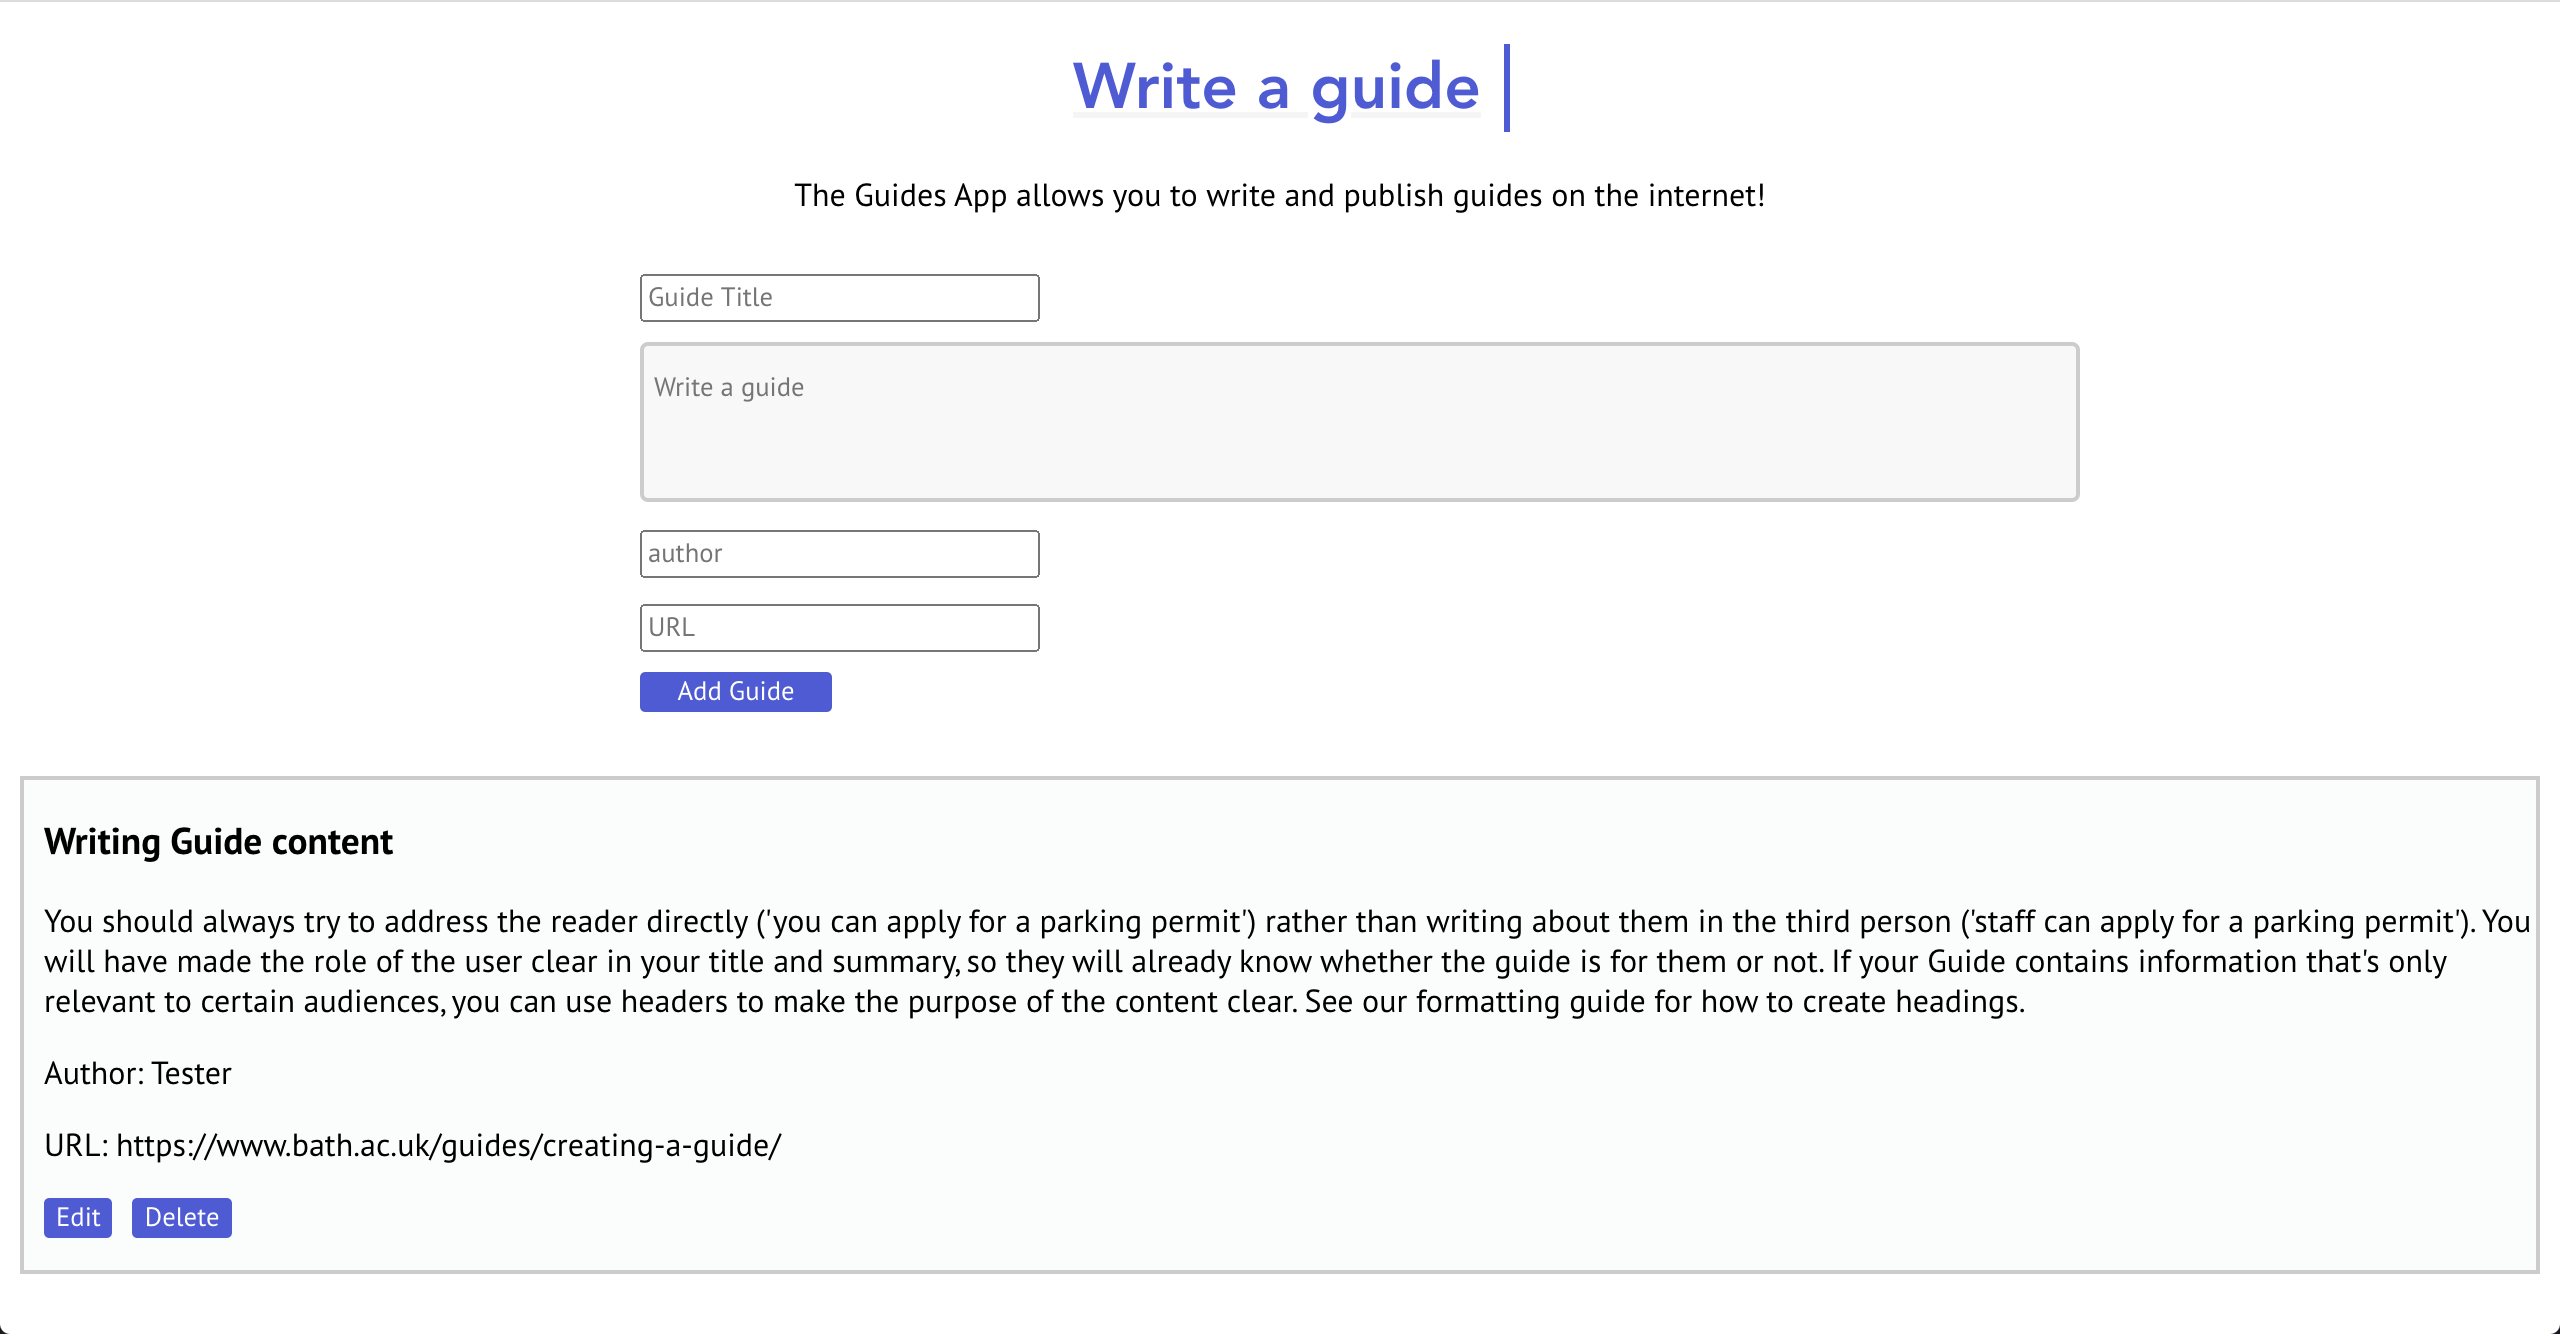 Write a guide
The Guides App allows you to write and publish guides on the internet!
Guide Title
Write a guide
author
URL
Add Guide
Writing Guide content
You should always try to address the reader directly ('you can apply for a parking permit') rather than writing about them in the third person ('staff can apply for a parking permit'). You
will have made the role of the user clear in your title and summary, so they will already know whether the guide is for them or not. If your Guide contains information that's only
relevant to certain audiences, you can use headers to make the purpose of the content clear. See our formatting guide for how to create headings.
Author: Tester
URL: https://www.bath.ac.uk/guides/creating-a-guide/
Edit Delete